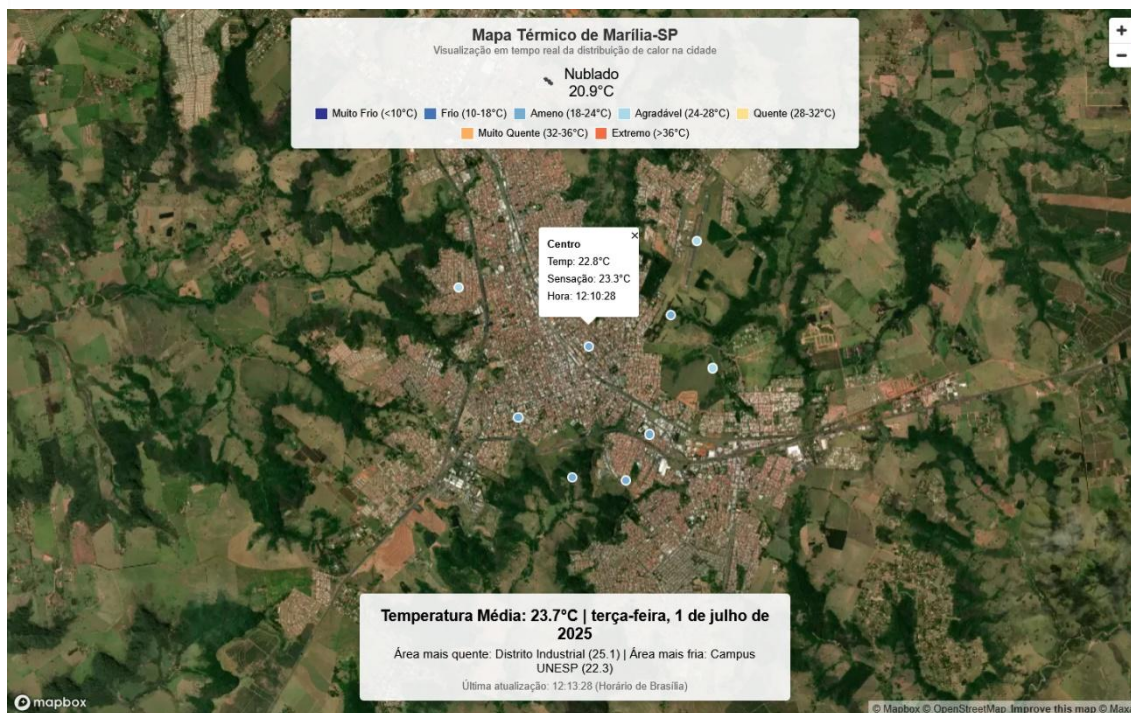 Mapa Térmico de Marília-SP
Visualização em tempo real da distribuição de calor na cidade
Nublado
20.9°C
Muito Frio (<10°C) Frio (10-18°C) Ameno (18-24°C) Agradável (24-28°C) Quente (28-32°C)
Muito Quente (32-36°C) Extremo (>36°C)
+
−
Centro ×
Temp: 22.8°C
Sensação: 23.3°C
Hora: 12:10:28
Temperatura Média: 23.7°C | terça-feira, 1 de julho de
2025
Área mais quente: Distrito Industrial (25.1) | Área mais fria: Campus
UNESP (22.3)
Última atualização: 12:13:28 (Horário de Brasília)
mapbox
© Mapbox © OpenStreetMap Improve this map © Max